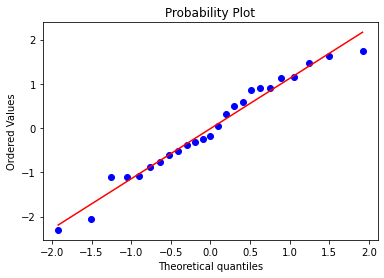 Probability Plot
Ordered Values
2
1
0
−1
−2
−2.0 −1.5 −1.0 −0.5 0.0 0.5 1.0 1.5 2.0
Theoretical quantiles